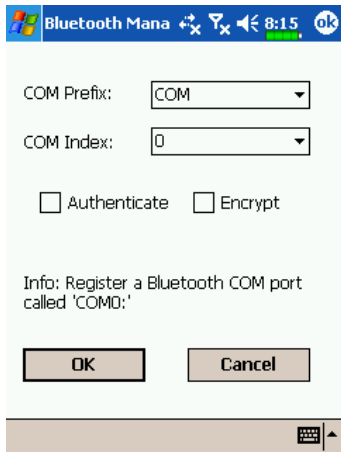 Bluetooth Mana 8:15 ok
COM Prefix: COM
COM Index: 0
Authenticate Encrypt
Info: Register a Bluetooth COM port
called 'COM0:'
OK Cancel